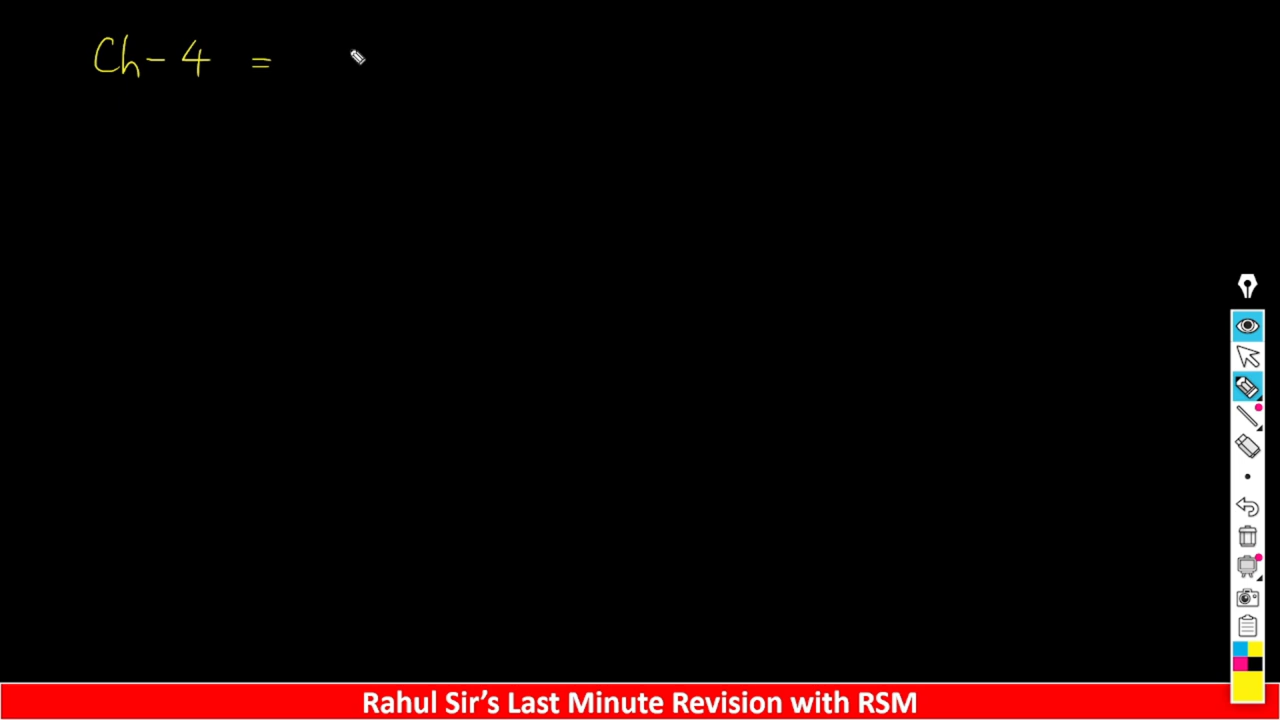 Ch - 4 =
Rahul Sir’s Last Minute Revision with RSM